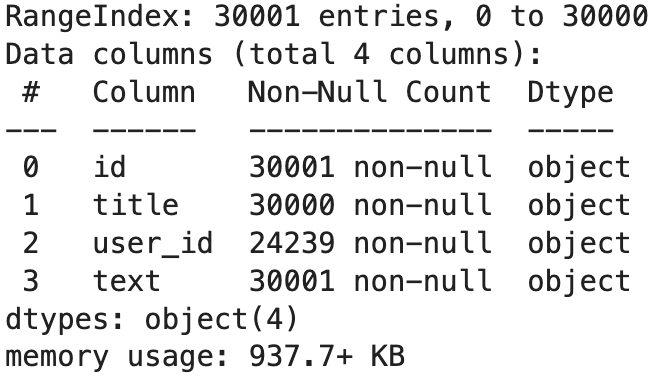 RangeIndex: 30001 entries, 0 to 30000
Data columns (total 4 columns):
 #   Column   Non-Null Count  Dtype
---  ------   --------------  -----
 0   id       30001 non-null  object
 1   title    30000 non-null  object
 2   user_id  24239 non-null  object
 3   text     30001 non-null  object
dtypes: object(4)
memory usage: 937.7+ KB